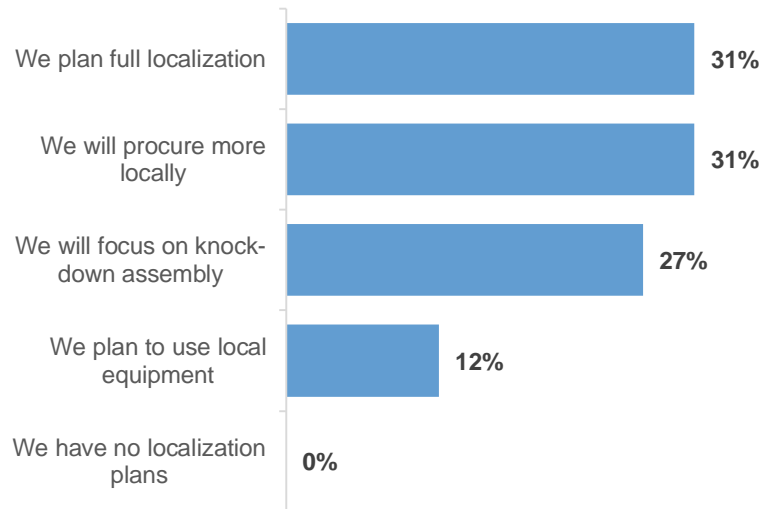 We plan full localization
31%
We will procure more
locally
31%
We will focus on knock-
down assembly
27%
We plan to use local
equipment
12%
We have no localization
plans
0%